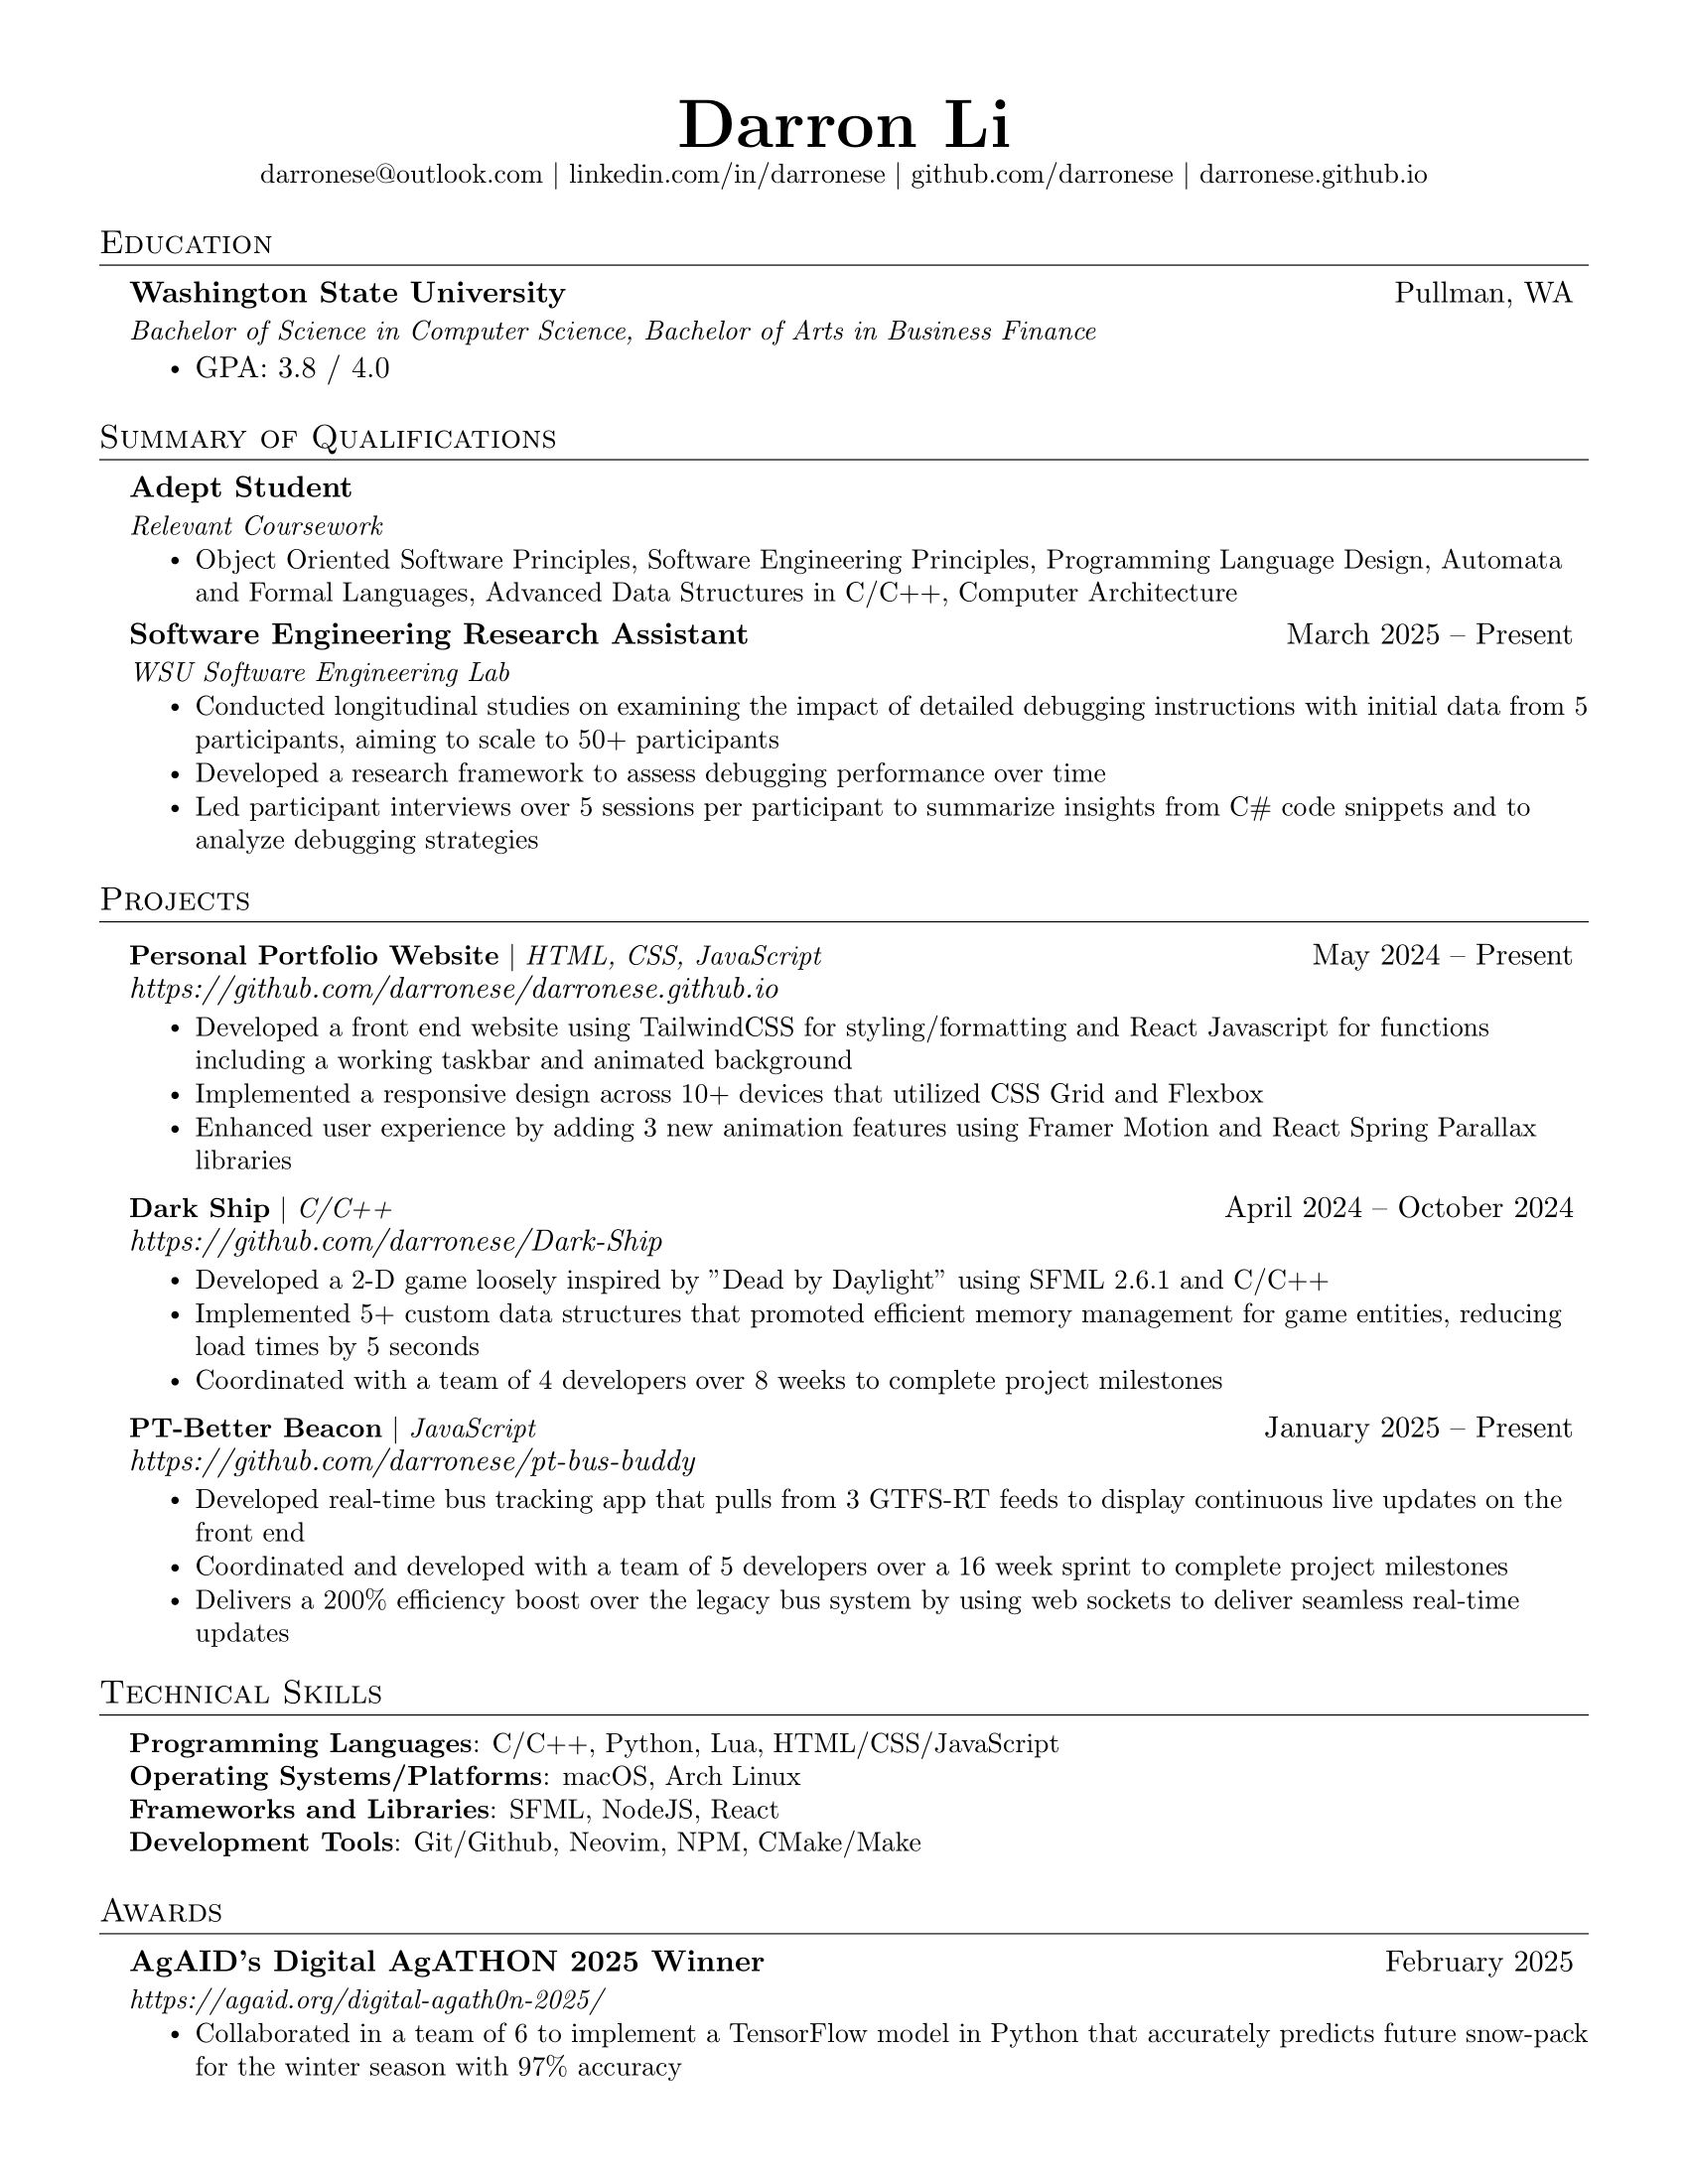 Darron Li
darronese@outlook.com | linkedin.com/in/darronese | github.com/darronese | darronese.github.io
Education
Washington State University Pullman, WA
Bachelor of Science in Computer Science, Bachelor of Arts in Business Finance
• GPA: 3.8 / 4.0
Summary of Qualifications
Adept Student
Relevant Coursework
• Object Oriented Software Principles, Software Engineering Principles, Programming Language Design, Automata
and Formal Languages, Advanced Data Structures in C/C++, Computer Architecture
Software Engineering Research Assistant March 2025 – Present
WSU Software Engineering Lab
• Conducted longitudinal studies on examining the impact of detailed debugging instructions with initial data from 5
participants, aiming to scale to 50+ participants
• Developed a research framework to assess debugging performance over time
• Led participant interviews over 5 sessions per participant to summarize insights from C# code snippets and to
analyze debugging strategies
Projects
Personal Portfolio Website | HTML, CSS, JavaScript May 2024 – Present
https://github.com/darronese/darronese.github.io
• Developed a front end website using TailwindCSS for styling/formatting and React Javascript for functions
including a working taskbar and animated background
• Implemented a responsive design across 10+ devices that utilized CSS Grid and Flexbox
• Enhanced user experience by adding 3 new animation features using Framer Motion and React Spring Parallax
libraries
Dark Ship | C/C++ April 2024 – October 2024
https://github.com/darronese/Dark-Ship
• Developed a 2-D game loosely inspired by ”Dead by Daylight” using SFML 2.6.1 and C/C++
• Implemented 5+ custom data structures that promoted efficient memory management for game entities, reducing
load times by 5 seconds
• Coordinated with a team of 4 developers over 8 weeks to complete project milestones
PT-Better Beacon | JavaScript January 2025 – Present
https://github.com/darronese/pt-bus-buddy
• Developed real-time bus tracking app that pulls from 3 GTFS-RT feeds to display continuous live updates on the
front end
• Coordinated and developed with a team of 5 developers over a 16 week sprint to complete project milestones
• Delivers a 200% efficiency boost over the legacy bus system by using web sockets to deliver seamless real-time
updates
Technical Skills
Programming Languages: C/C++, Python, Lua, HTML/CSS/JavaScript
Operating Systems/Platforms: macOS, Arch Linux
Frameworks and Libraries: SFML, NodeJS, React
Development Tools: Git/Github, Neovim, NPM, CMake/Make
Awards
AgAID’s Digital AgATHON 2025 Winner February 2025
https://agaid.org/digital-agath0n-2025/
• Collaborated in a team of 6 to implement a TensorFlow model in Python that accurately predicts future snow-pack
for the winter season with 97% accuracy